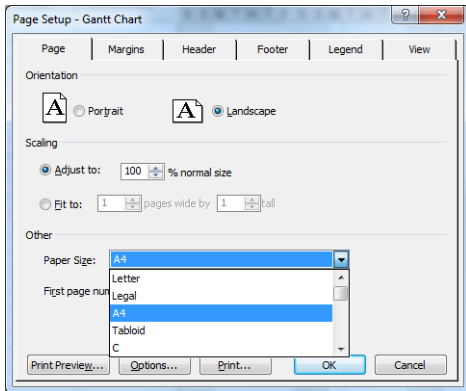 Page Setup - Gantt Chart
Page Margins Header Footer Legend View
Orientation
A Portrait A Landscape
Scaling
Adjust to: 100 % normal size
Fit to: 1 pages wide by 1 tall
Other
Paper Size: A4
Letter
First page num Legal
A4
Tabloid
C
Print Preview... Options... Print... OK Cancel